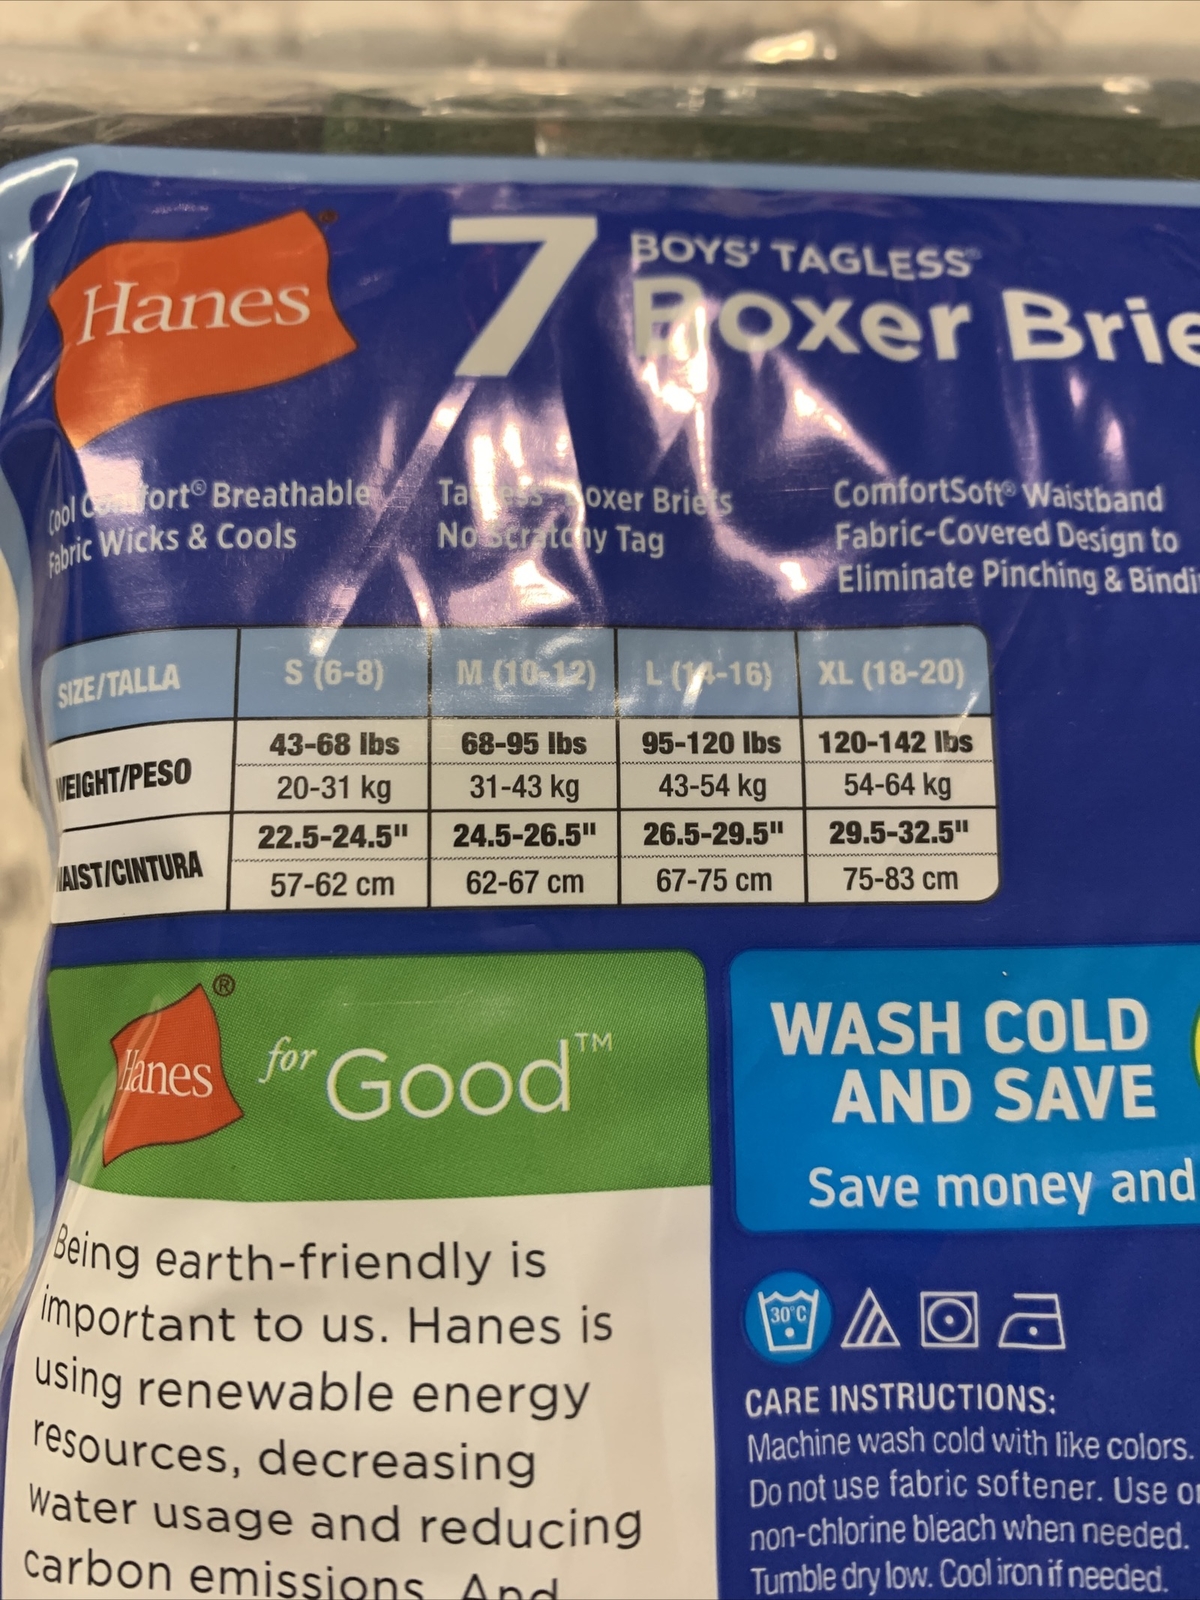 Hanes®
7
BOYS' TAGLESS®
Boxer Brie
Cool Comfort® Breathable
Fabric Wicks & Cools
Tagless Boxer Briefs
No Scratchy Tag
ComfortSoft® Waistband
Fabric-Covered Design to
Eliminate Pinching & Bindi
SIZE/TALLA S (6-8) M (10-12) L (14-16) XL (18-20)
WEIGHT/PESO
43-68 lbs 68-95 lbs 95-120 lbs 120-142 lbs
20-31 kg 31-43 kg 43-54 kg 54-64 kg
WAIST/CINTURA
22.5-24.5" 24.5-26.5" 26.5-29.5" 29.5-32.5"
57-62 cm 62-67 cm 67-75 cm 75-83 cm
Hanes® for Good™
Being earth-friendly is
important to us. Hanes is
using renewable energy
resources, decreasing
water usage and reducing
carbon emissions. And
WASH COLD
AND SAVE
Save money and
30°C
CARE INSTRUCTIONS:
Machine wash cold with like colors.
Do not use fabric softener. Use on
non-chlorine bleach when needed.
Tumble dry low. Cool iron if needed.